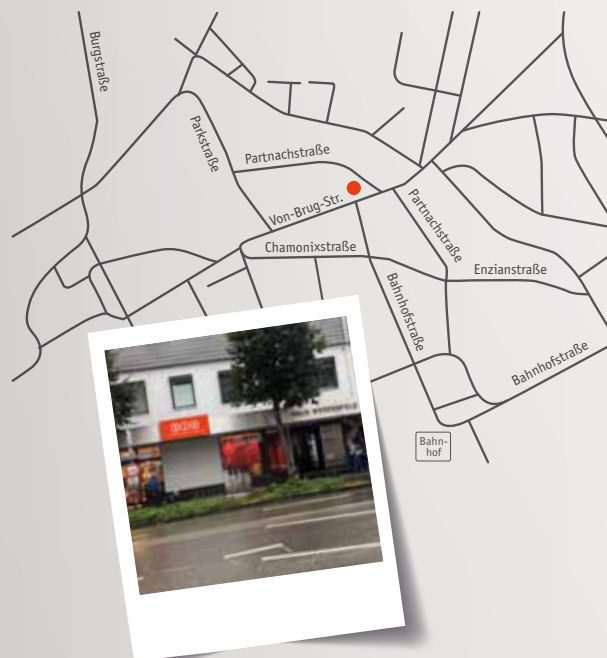 Burgstraße
Parkstraße
Partnachstraße
Von-Brug-Str.
Partnachstraße
Chamonixstraße
Enzianstraße
Bahnhofstraße
Bahnhofstraße
Bahn-
hof